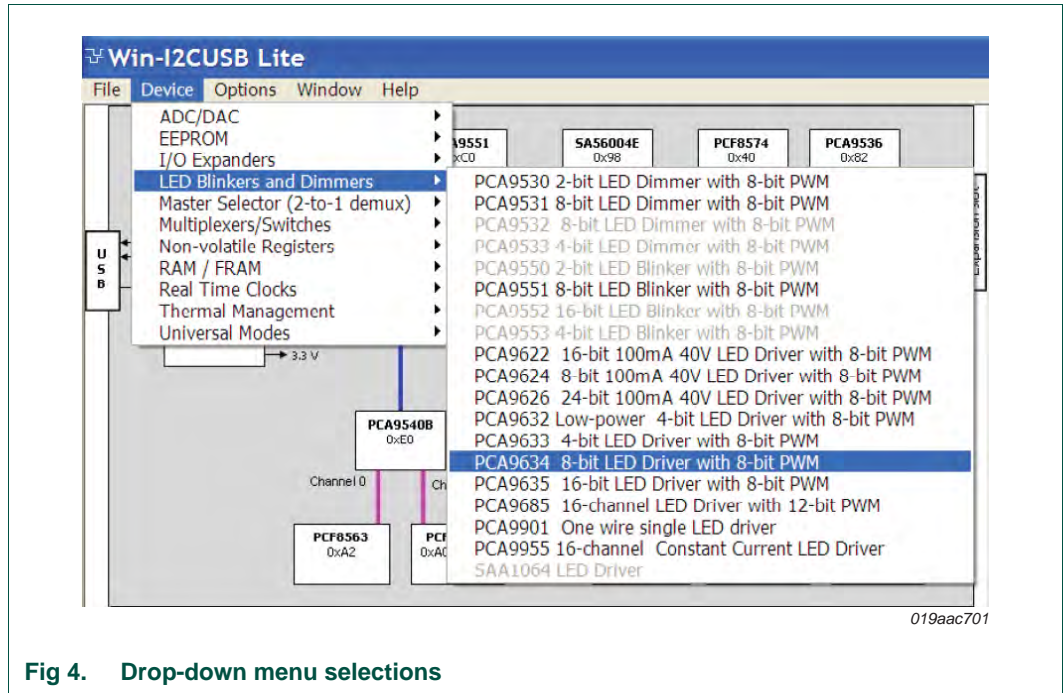 Win-I2CUSB Lite
File Device Options Window Help
ADC/DAC
EEPROM
I/O Expanders
LED Blinkers and Dimmers
Master Selector (2-to-1 demux)
Multiplexers/Switches
Non-volatile Registers
RAM / FRAM
Real Time Clocks
Thermal Management
Universal Modes
SA56004E
0x98
PCF8574
0x40
PCA9536
0x82
PCA9530 2-bit LED Dimmer with 8-bit PWM
PCA9531 8-bit LED Dimmer with 8-bit PWM
PCA9532 8-bit LED Dimmer with 8-bit PWM
PCA9533 4-bit LED Dimmer with 8-bit PWM
PCA9550 2-bit LED Blinker with 8-bit PWM
PCA9551 8-bit LED Blinker with 8-bit PWM
PCA9552 16-bit LED Blinker with 8-bit PWM
PCA9553 4-bit LED Blinker with 8-bit PWM
PCA9622 16-bit 100mA 40V LED Driver with 8-bit PWM
PCA9624 8-bit 100mA 40V LED Driver with 8-bit PWM
PCA9626 24-bit 100mA 40V LED Driver with 8-bit PWM
PCA9632 Low-power 4-bit LED Driver with 8-bit PWM
PCA9633 4-bit LED Driver with 8-bit PWM
PCA9634 8-bit LED Driver with 8-bit PWM
PCA9635 16-bit LED Driver with 8-bit PWM
PCA9685 16-channel LED Driver with 12-bit PWM
PCA9901 One wire single LED driver
PCA9955 16-channel Constant Current LED Driver
SAA1064 LED Driver
USB
3.3 V
PCA9540B
0xE0
Channel 0
Ch
PCF8563
0xA2
PCF
0xA0
019aac701
Fig 4. Drop-down menu selections